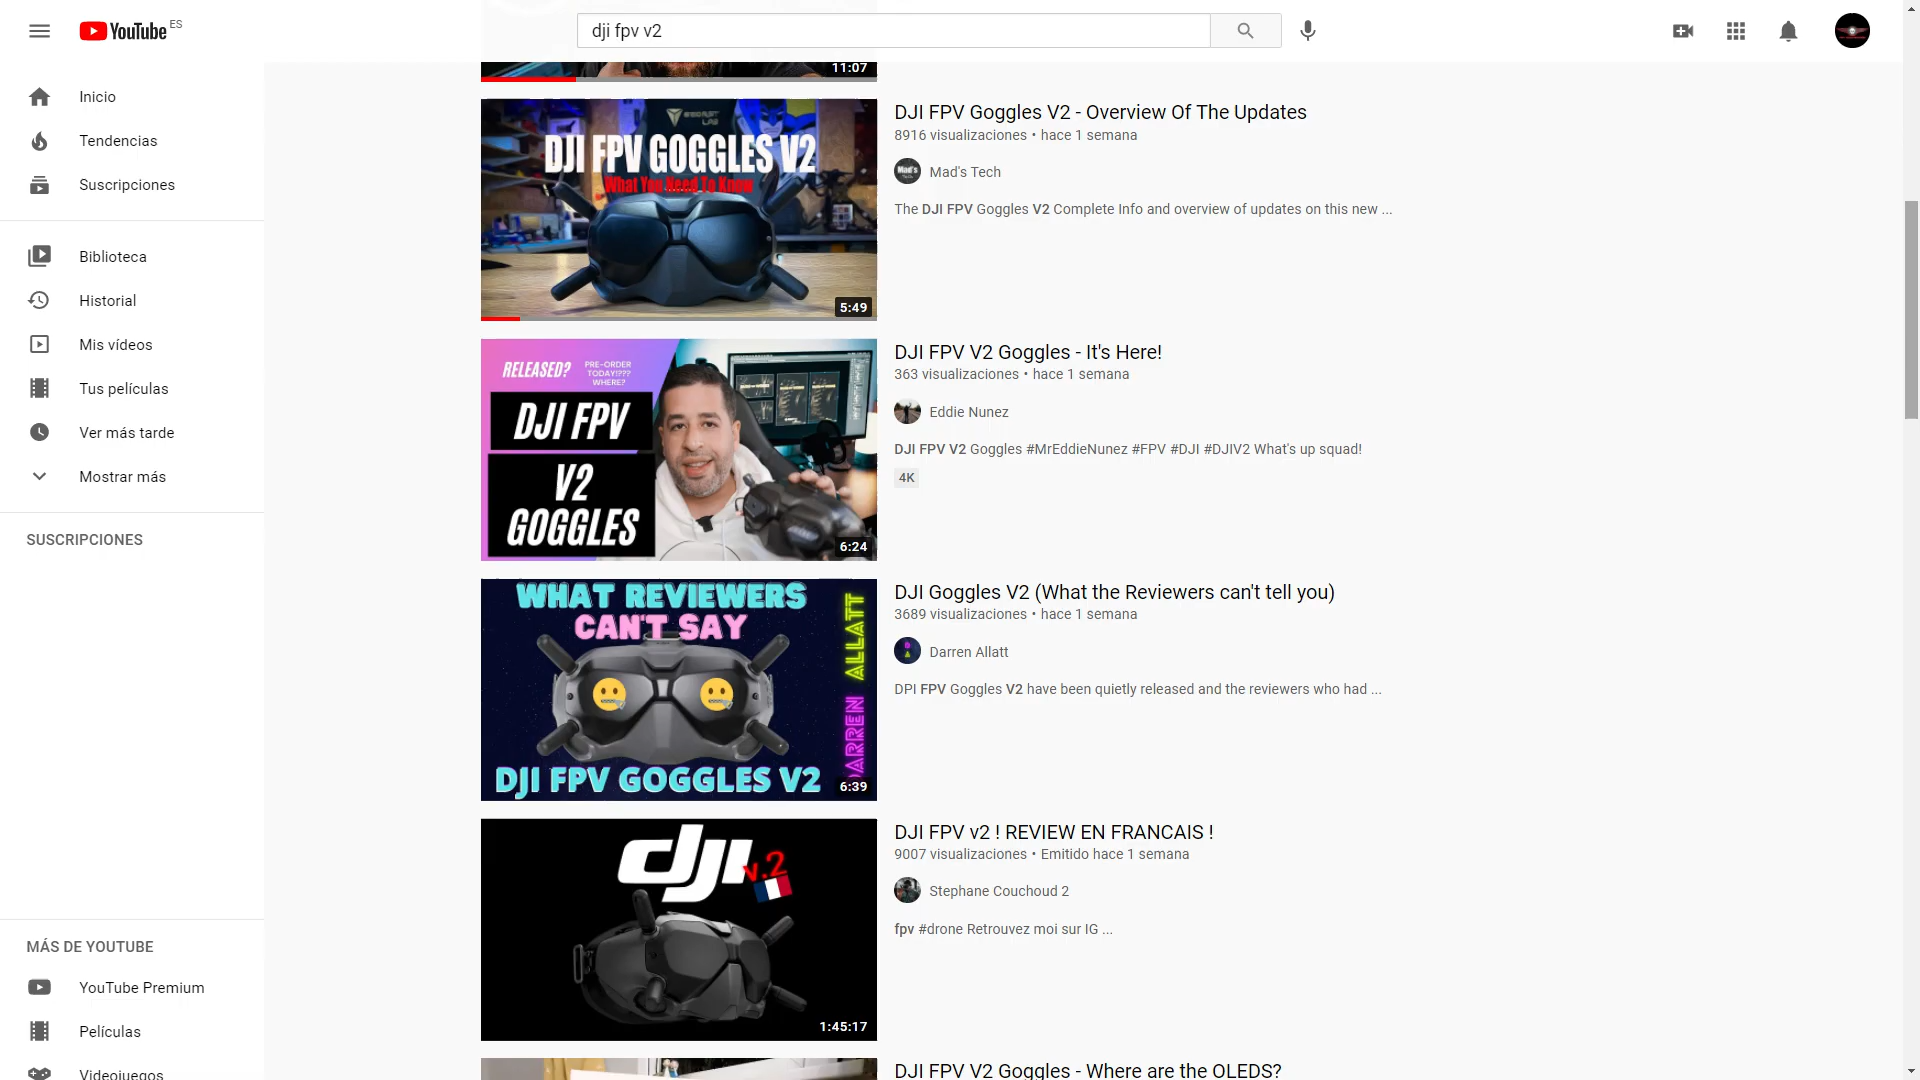 YouTube ES
dji fpv v2
Inicio
Tendencias
Suscripciones
Biblioteca
Historial
Mis vídeos
Tus películas
Ver más tarde
Mostrar más
SUSCRIPCIONES
MÁS DE YOUTUBE
YouTube Premium
Películas
Videojuegos
11:07
DJI FPV GOGGLES V2
What You Need To Know
5:49
DJI FPV Goggles V2 - Overview Of The Updates
8916 visualizaciones • hace 1 semana
Mad's Tech
The DJI FPV Goggles V2 Complete Info and overview of updates on this new ...
RELEASED?
PRE-ORDER
TODAY!???
WHERE?
DJI FPV
V2
GOGGLES
6:24
DJI FPV V2 Goggles - It's Here!
363 visualizaciones • hace 1 semana
Eddie Nunez
DJI FPV V2 Goggles #MrEddieNunez #FPV #DJI #DJIV2 What's up squad!
4K
WHAT REVIEWERS
CAN'T SAY
DARREN ALLATT
DJI FPV GOGGLES V2
6:39
DJI Goggles V2 (What the Reviewers can't tell you)
3689 visualizaciones • hace 1 semana
Darren Allatt
DPI FPV Goggles V2 have been quietly released and the reviewers who had ...
dji
v.2
1:45:17
DJI FPV v2 ! REVIEW EN FRANCAIS !
9007 visualizaciones • Emitido hace 1 semana
Stephane Couchoud 2
fpv #drone Retrouvez moi sur IG ...
DJI FPV V2 Goggles - Where are the OLEDS?